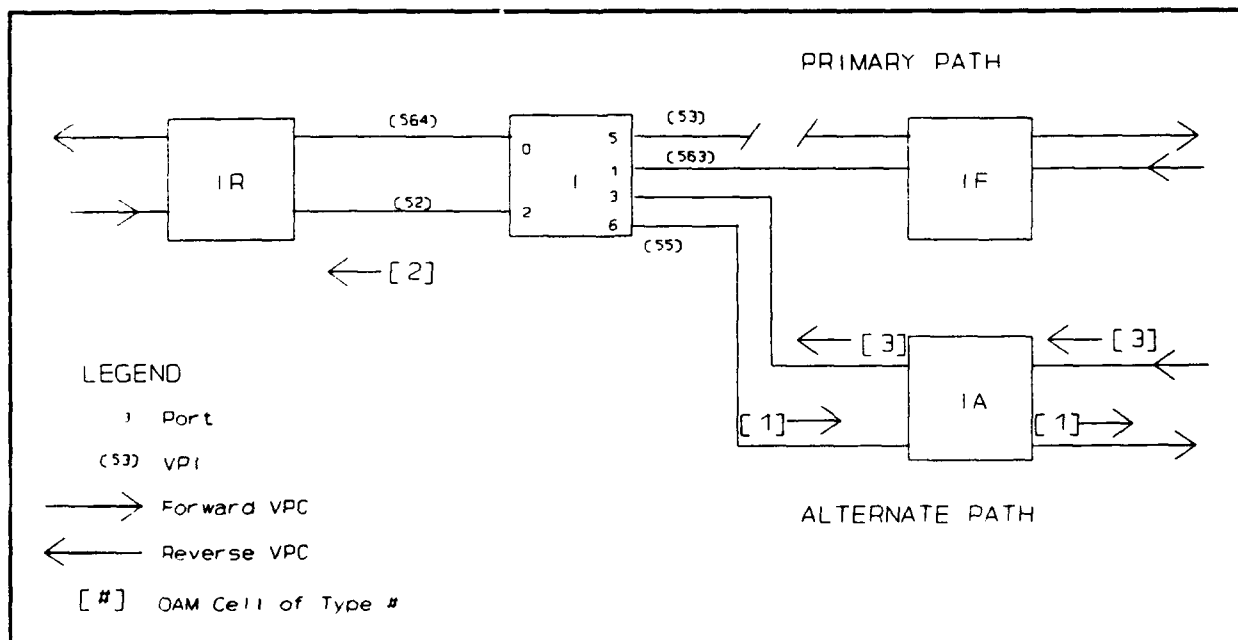 PRIMARY PATH
(564)
(53)
IR
0
I
5
(563)
1
IF
3
(52)
2
6
(55)
[2]
[3]
[3]
LEGEND
Port
IA
(53) VPI
[1]
[1]
Forward VPC
ALTERNATE PATH
Reverse VPC
[#] OAM Cell of Type #